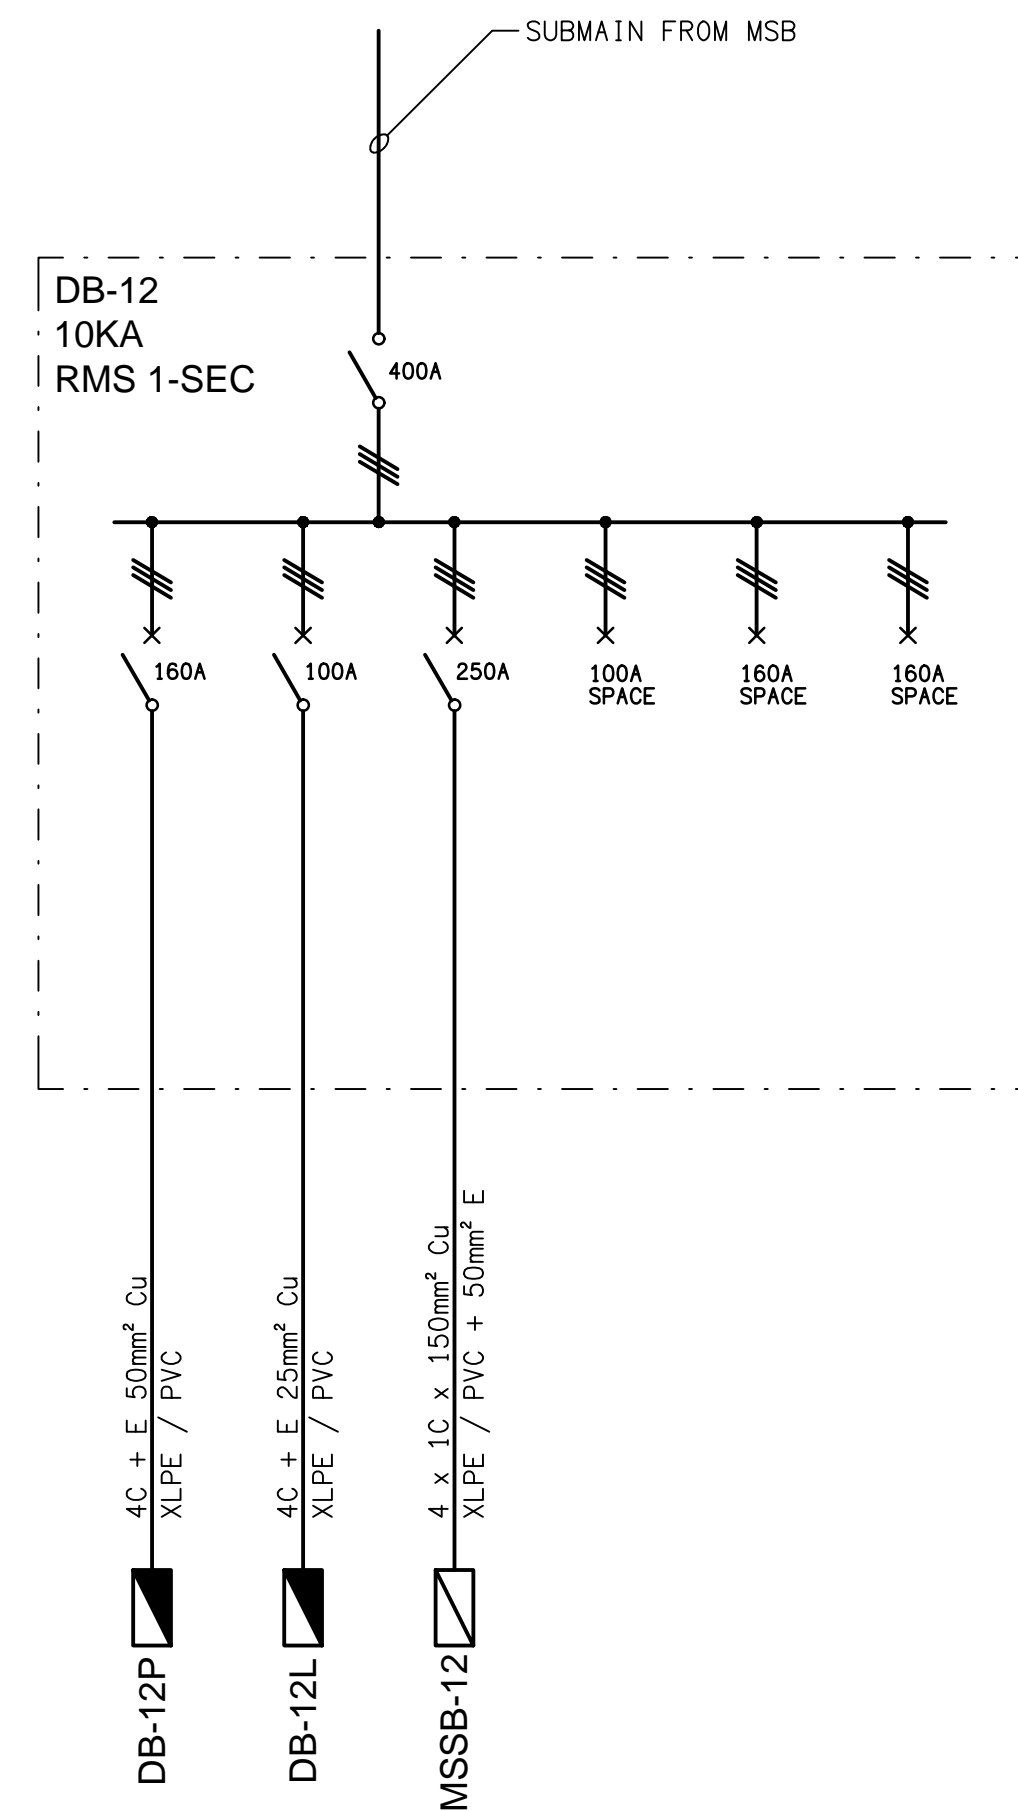 SUBMAIN FROM MSB
DB-12
10KA
RMS 1-SEC
400A
160A
100A
250A
100A
SPACE
160A
SPACE
160A
SPACE
4C + E 50mm² Cu
XLPE / PVC
4C + E 25mm² Cu
XLPE / PVC
4 x 1C x 150mm² Cu
XLPE / PVC + 50mm² E
DB-12P
DB-12L
MSSB-12